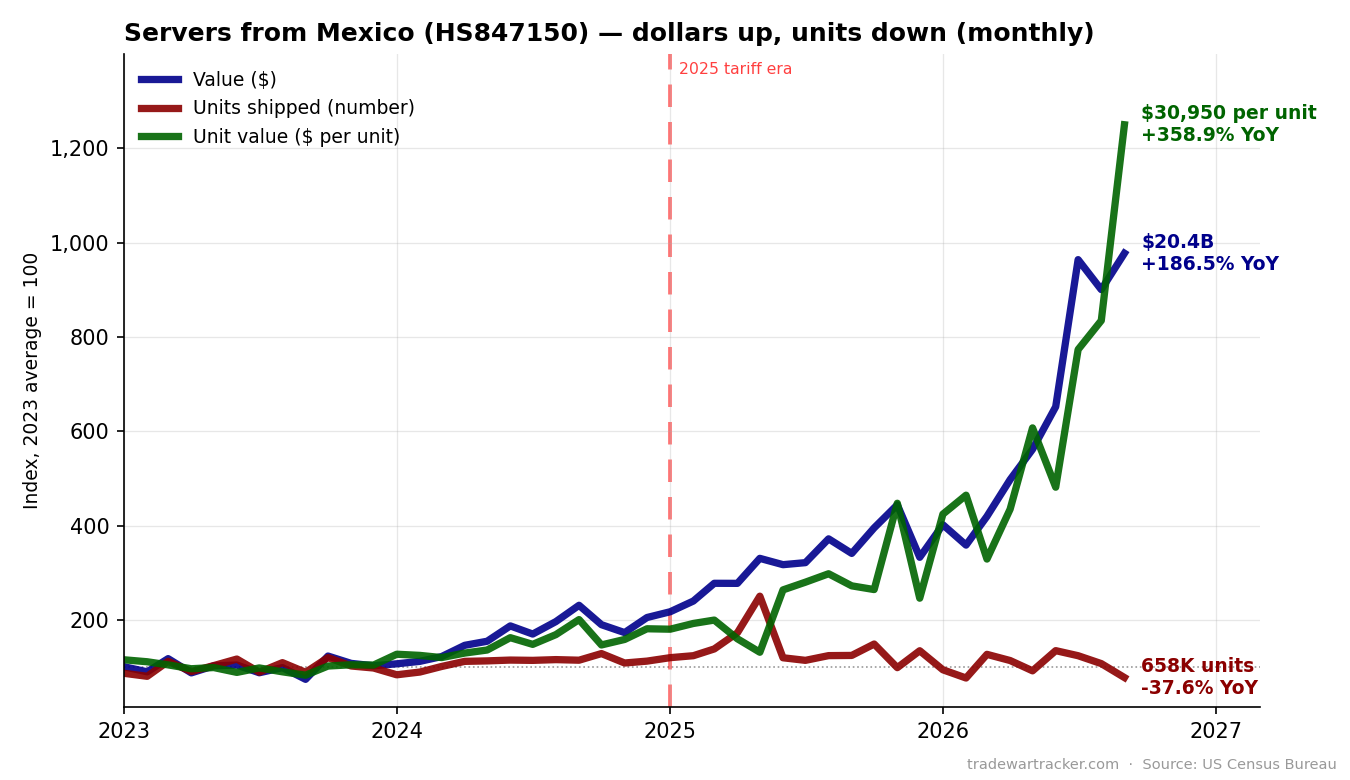 Servers from Mexico (HS847150) — dollars up, units down (monthly)
2025 tariff era
Value ($)
Units shipped (number)
Unit value ($ per unit)
$30,950 per unit
+358.9% YoY
$20.4B
+186.5% YoY
658K units
-37.6% YoY
Index, 2023 average = 100
1,200
1,000
800
600
400
200
2023
2024
2025
2026
2027
tradewartracker.com · Source: US Census Bureau